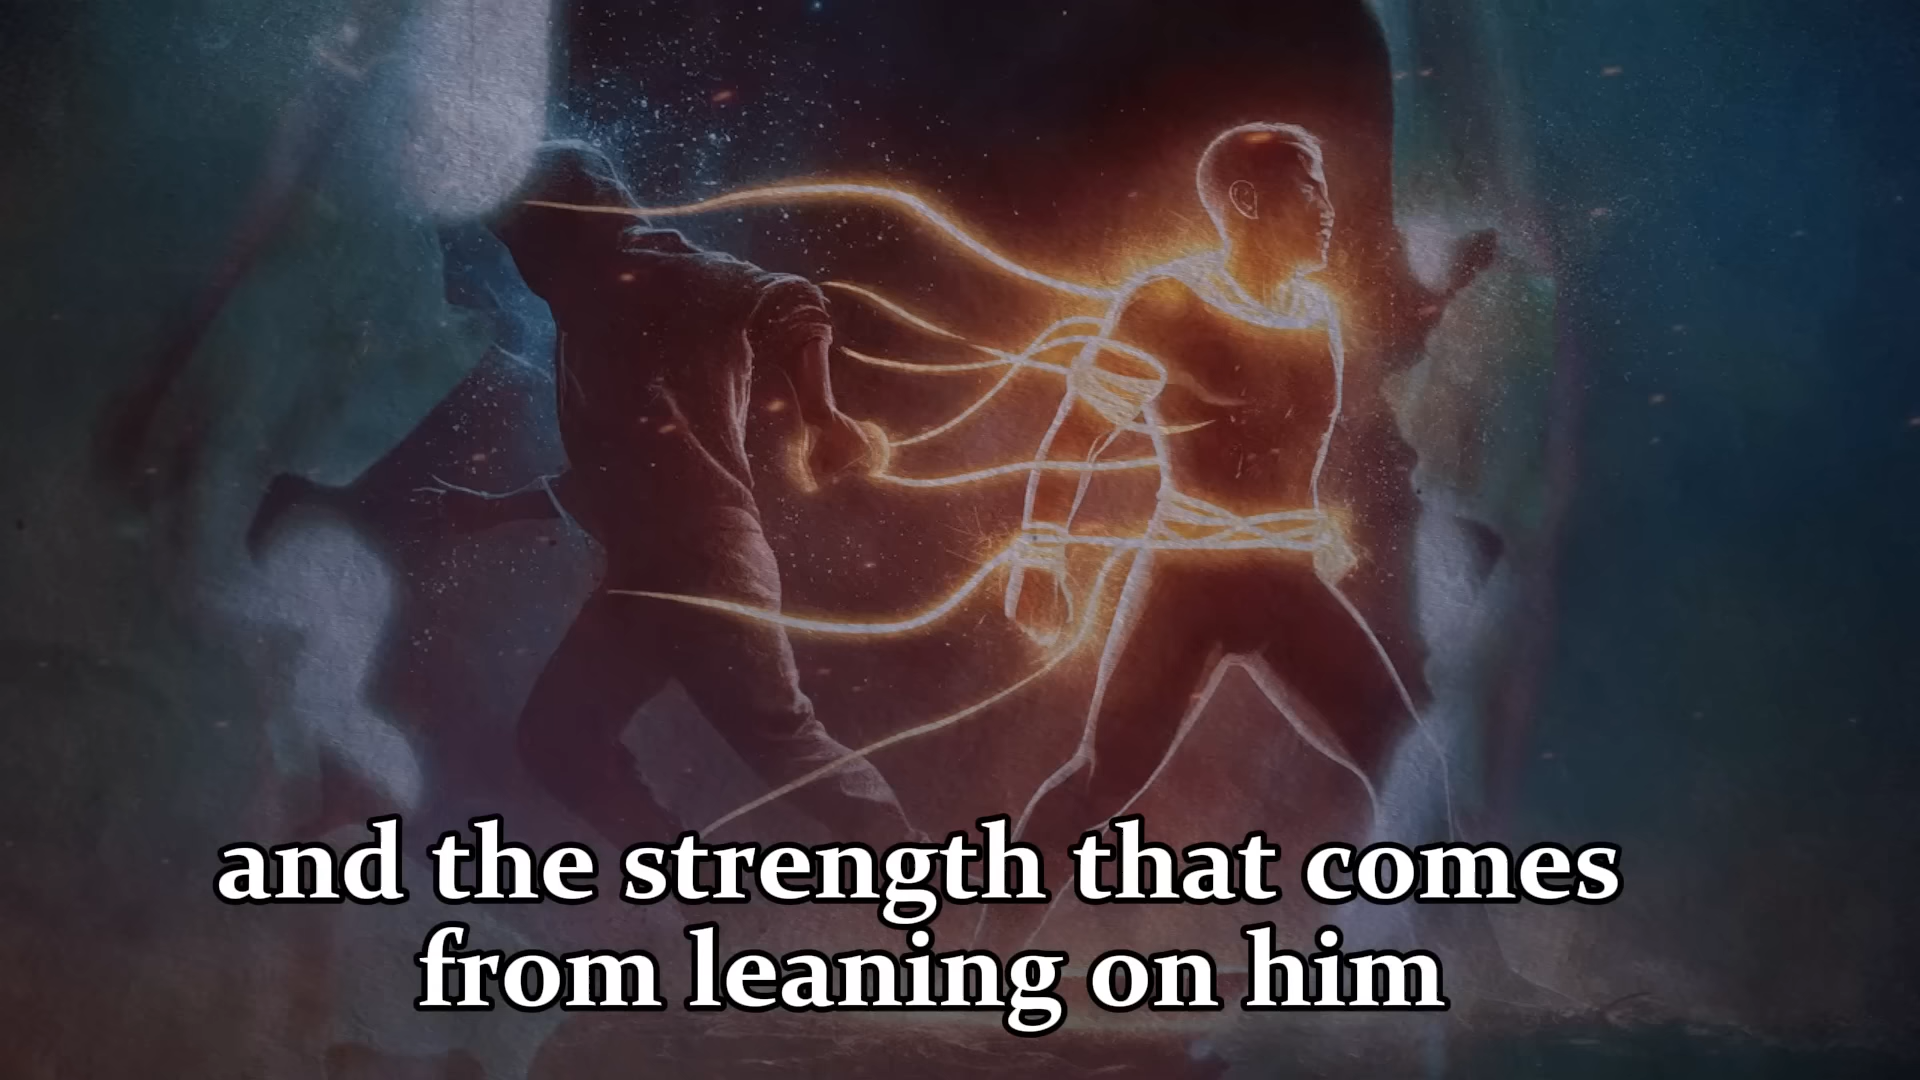 and the strength that comes
from leaning on him